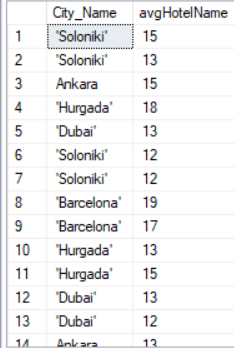 City_Name avgHotelName
1 'Soloniki' 15
2 'Soloniki' 13
3 Ankara 15
4 'Hurgada' 18
5 'Dubai' 13
6 'Soloniki' 12
7 'Soloniki' 12
8 'Barcelona' 19
9 'Barcelona' 17
10 'Hurgada' 13
11 'Hurgada' 15
12 'Dubai' 13
13 'Dubai' 12
14 Ankara 13